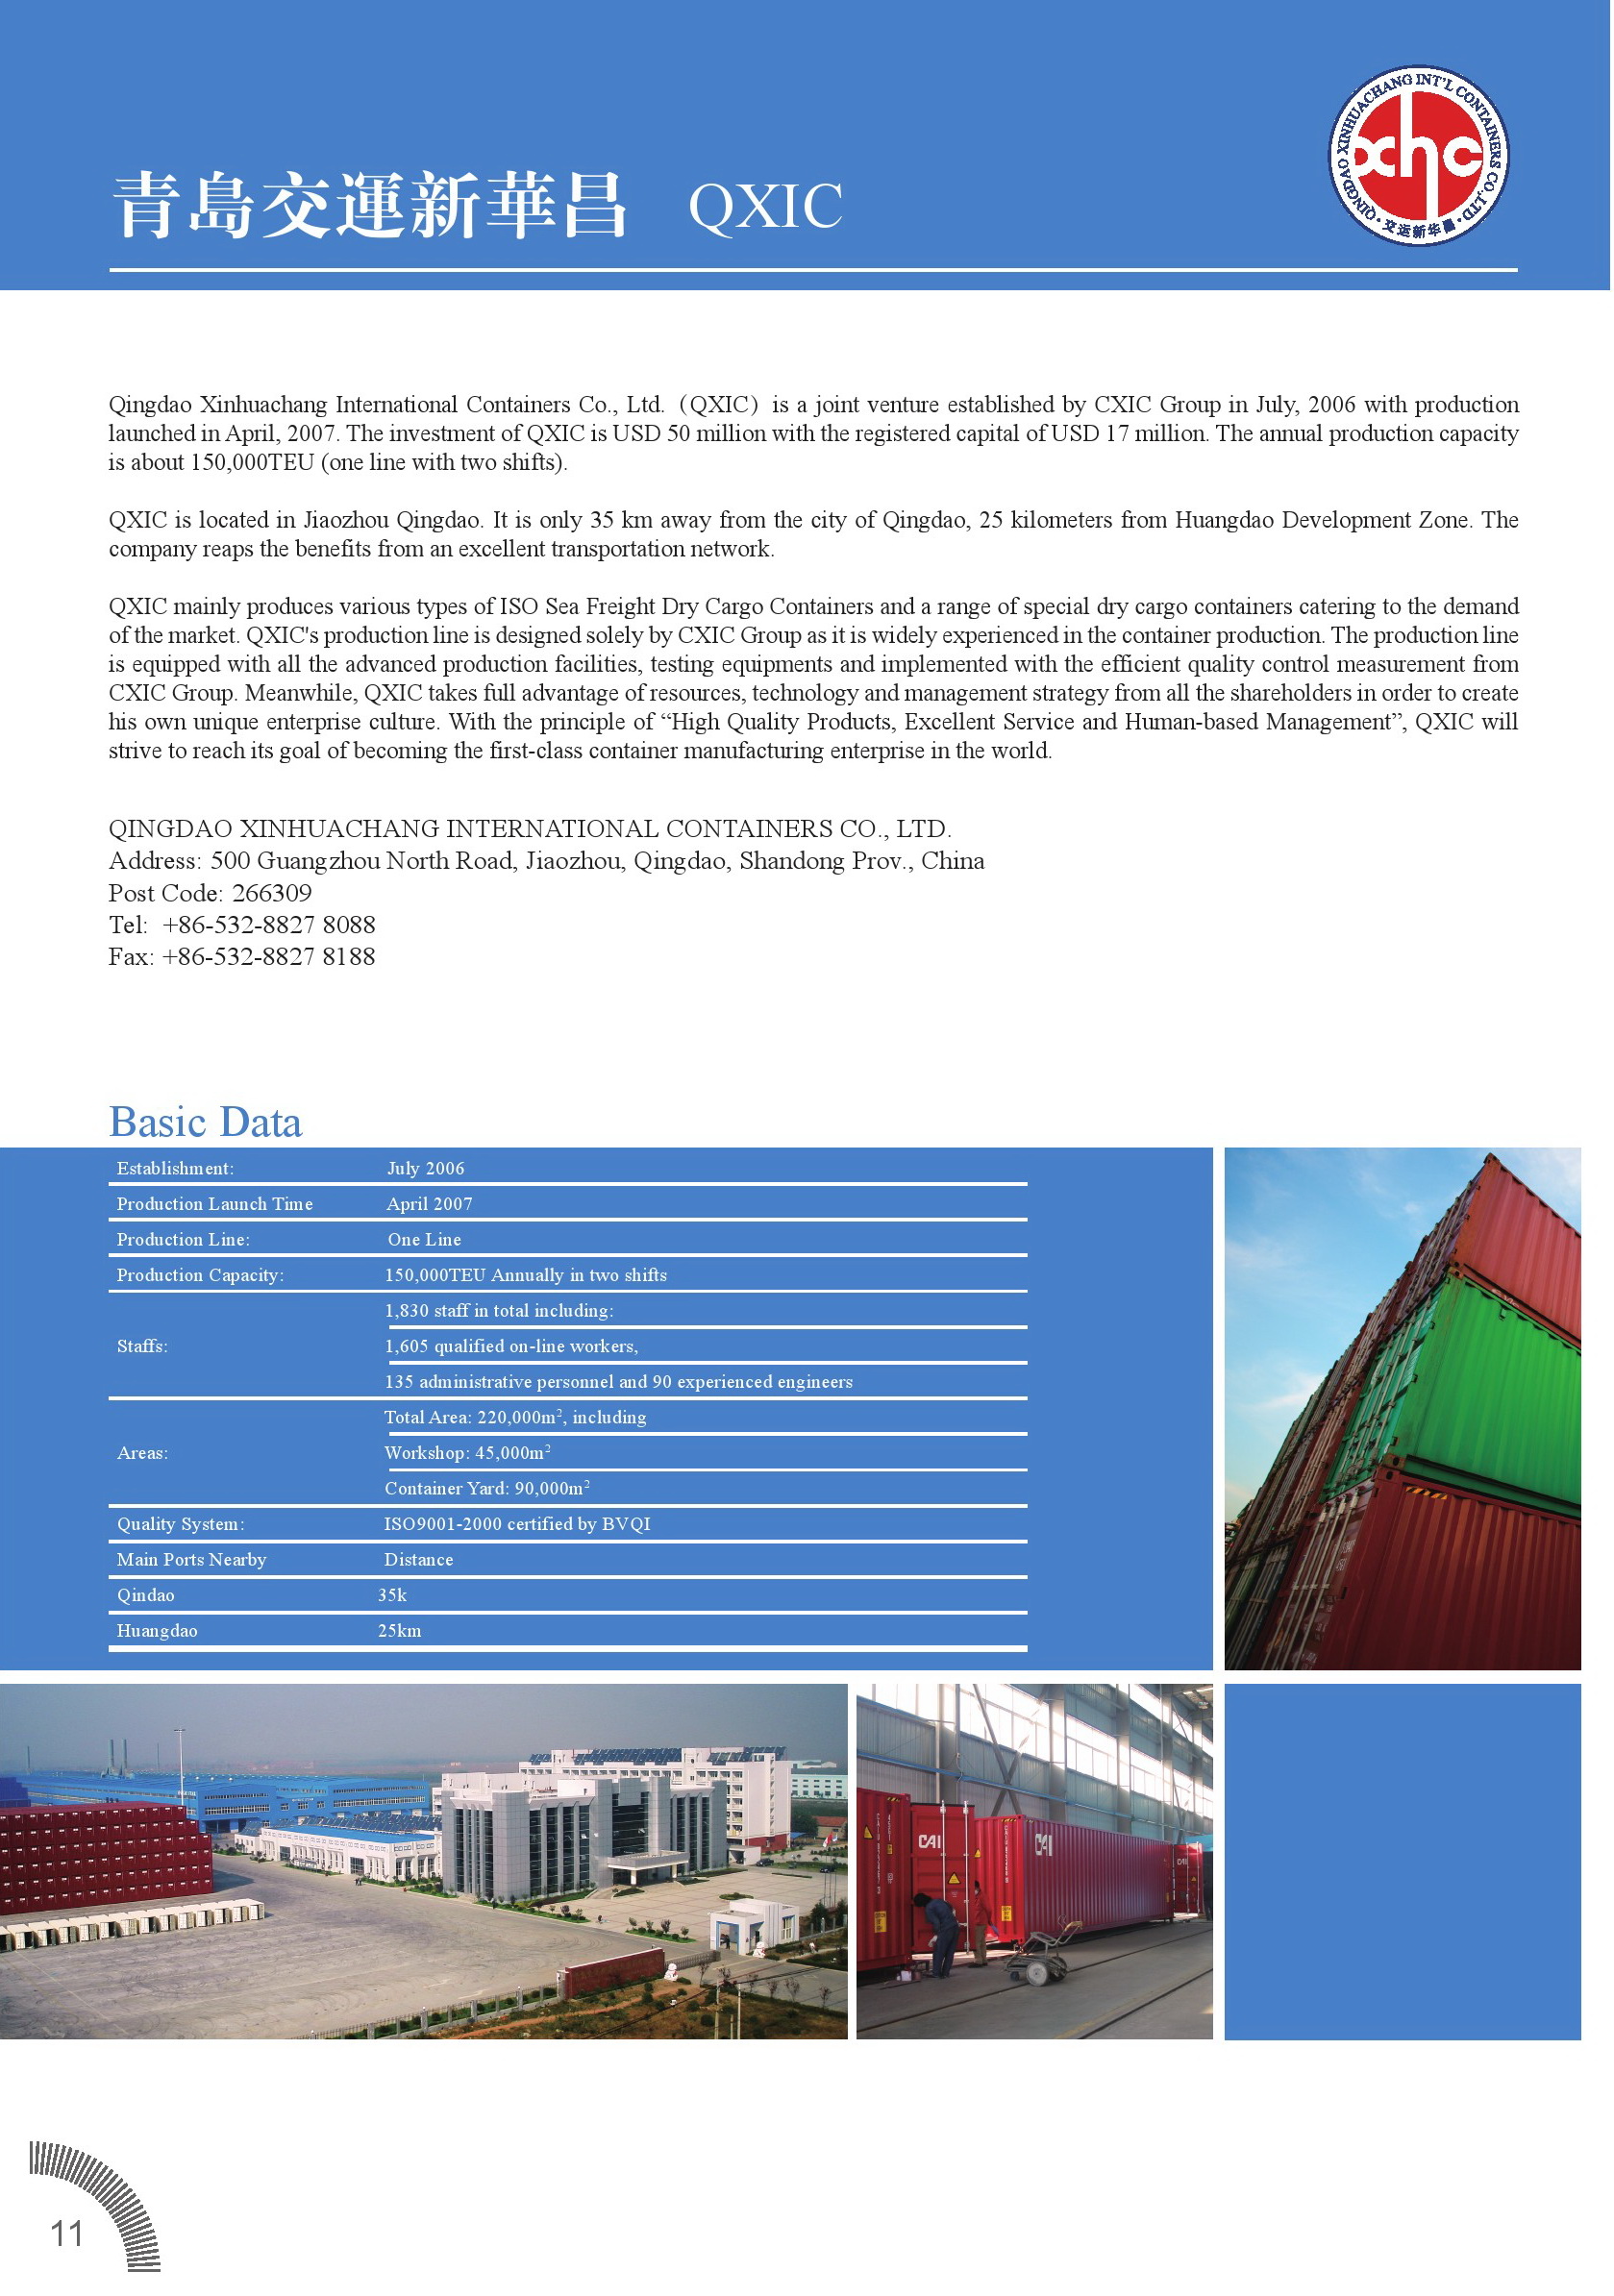 青島交運新華昌 QXIC
QINGDAO XINHUACHANG INT'L CONTAINERS CO.,LTD.
xhc
·交运新华昌·
Qingdao Xinhuachang International Containers Co., Ltd.（QXIC）is a joint venture established by CXIC Group in July, 2006 with production
launched in April, 2007. The investment of QXIC is USD 50 million with the registered capital of USD 17 million. The annual production capacity
is about 150,000TEU (one line with two shifts).
QXIC is located in Jiaozhou Qingdao. It is only 35 km away from the city of Qingdao, 25 kilometers from Huangdao Development Zone. The
company reaps the benefits from an excellent transportation network.
QXIC mainly produces various types of ISO Sea Freight Dry Cargo Containers and a range of special dry cargo containers catering to the demand
of the market. QXIC's production line is designed solely by CXIC Group as it is widely experienced in the container production. The production line
is equipped with all the advanced production facilities, testing equipments and implemented with the efficient quality control measurement from
CXIC Group. Meanwhile, QXIC takes full advantage of resources, technology and management strategy from all the shareholders in order to create
his own unique enterprise culture. With the principle of “High Quality Products, Excellent Service and Human-based Management”, QXIC will
strive to reach its goal of becoming the first-class container manufacturing enterprise in the world.
QINGDAO XINHUACHANG INTERNATIONAL CONTAINERS CO., LTD.
Address: 500 Guangzhou North Road, Jiaozhou, Qingdao, Shandong Prov., China
Post Code: 266309
Tel: +86-532-8827 8088
Fax: +86-532-8827 8188
Basic Data
Establishment: July 2006
Production Launch Time April 2007
Production Line: One Line
Production Capacity: 150,000TEU Annually in two shifts
1,830 staff in total including:
Staffs: 1,605 qualified on-line workers,
135 administrative personnel and 90 experienced engineers
Total Area: 220,000m², including
Areas: Workshop: 45,000m²
Container Yard: 90,000m²
Quality System: ISO9001-2000 certified by BVQI
Main Ports Nearby Distance
Qindao 35k
Huangdao 25km
CAI
CAI
CAI
11